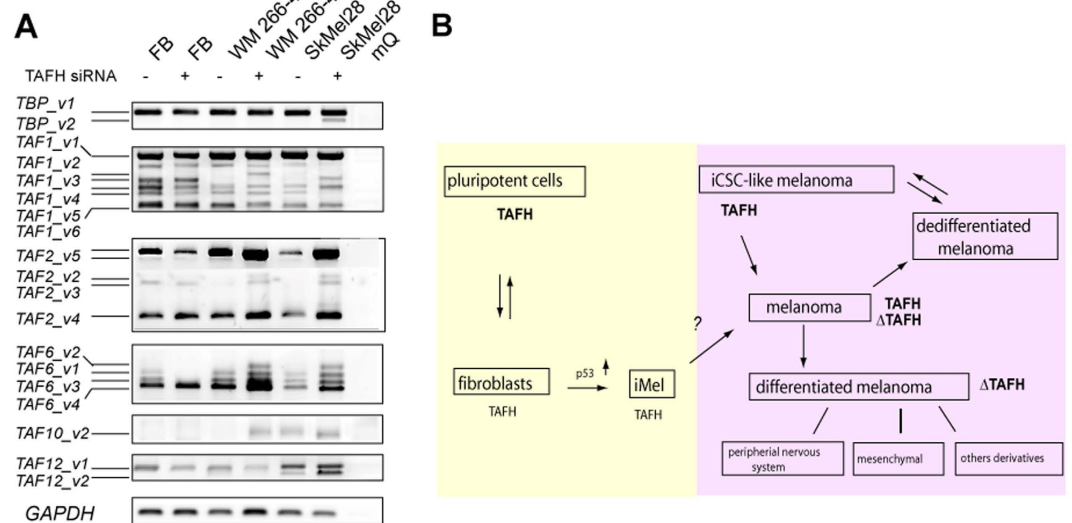 A
FB
FB
WM 266-4
WM 266-4
SkMel28
SkMel28
mQ
TAFH siRNA - + - + - +
TBP_v1
TBP_v2
TAF1_v1
TAF1_v2
TAF1_v3
TAF1_v4
TAF1_v5
TAF1_v6
TAF2_v5
TAF2_v2
TAF2_v3
TAF2_v4
TAF6_v2
TAF6_v1
TAF6_v3
TAF6_v4
TAF10_v2
TAF12_v1
TAF12_v2
GAPDH
B
pluripotent cells
TAFH
fibroblasts
TAFH
p53
iMel
TAFH
?
iCSC-like melanoma
TAFH
dedifferentiated
melanoma
melanoma
TAFH
ΔTAFH
differentiated melanoma
ΔTAFH
peripheral nervous
system
mesenchymal
others derivatives